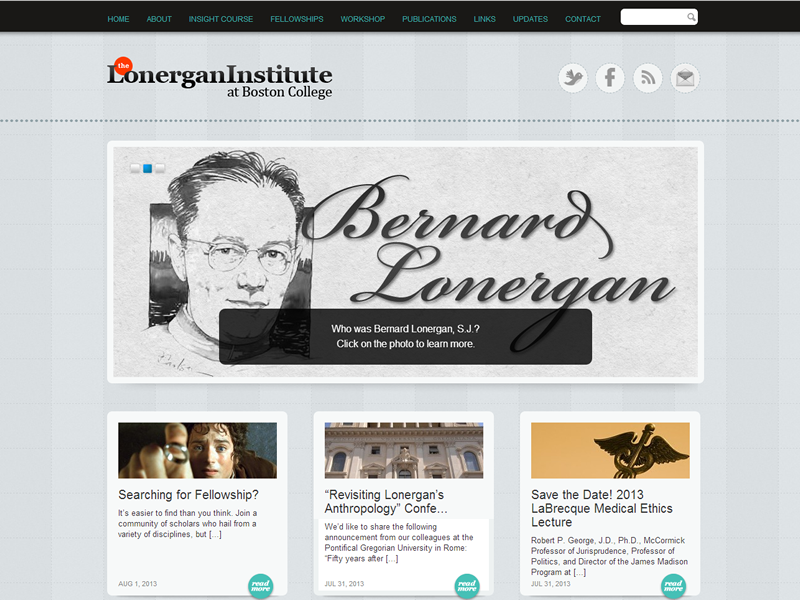 HOME ABOUT INSIGHT COURSE FELLOWSHIPS WORKSHOP PUBLICATIONS LINKS UPDATES CONTACT
the
LonerganInstitute
at Boston College
Bernard
Lonergan
Who was Bernard Lonergan, S.J.?
Click on the photo to learn more.
Searching for Fellowship?
It's easier to find than you think. Join a
community of scholars who hail from a
variety of disciplines, but [...]
AUG 1, 2013
read
more
“Revisiting Lonergan's
Anthropology” Confe…
We'd like to share the following
announcement from our colleagues at the
Pontifical Gregorian University in Rome:
“Fifty years after [...]
JUL 31, 2013
read
more
Save the Date! 2013
LaBrecque Medical Ethics
Lecture
Robert P. George, J.D., Ph.D., McCormick
Professor of Jurisprudence, Professor of
Politics, and Director of the James Madison
Program at [...]
JUL 31, 2013
read
more